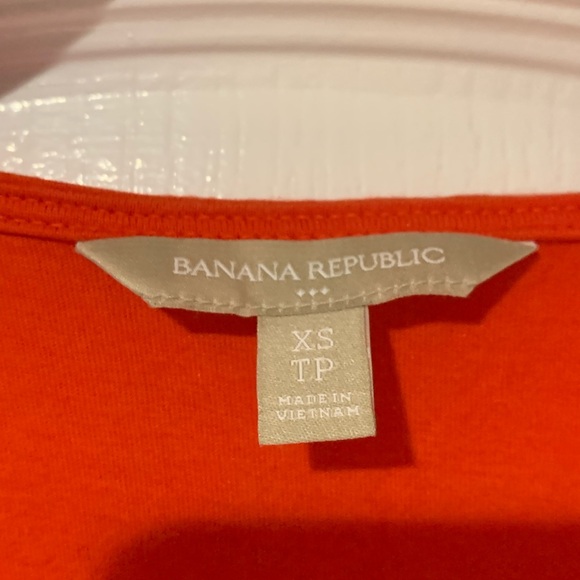 BANANA REPUBLIC
XS
TP
MADE IN
VIETNAM